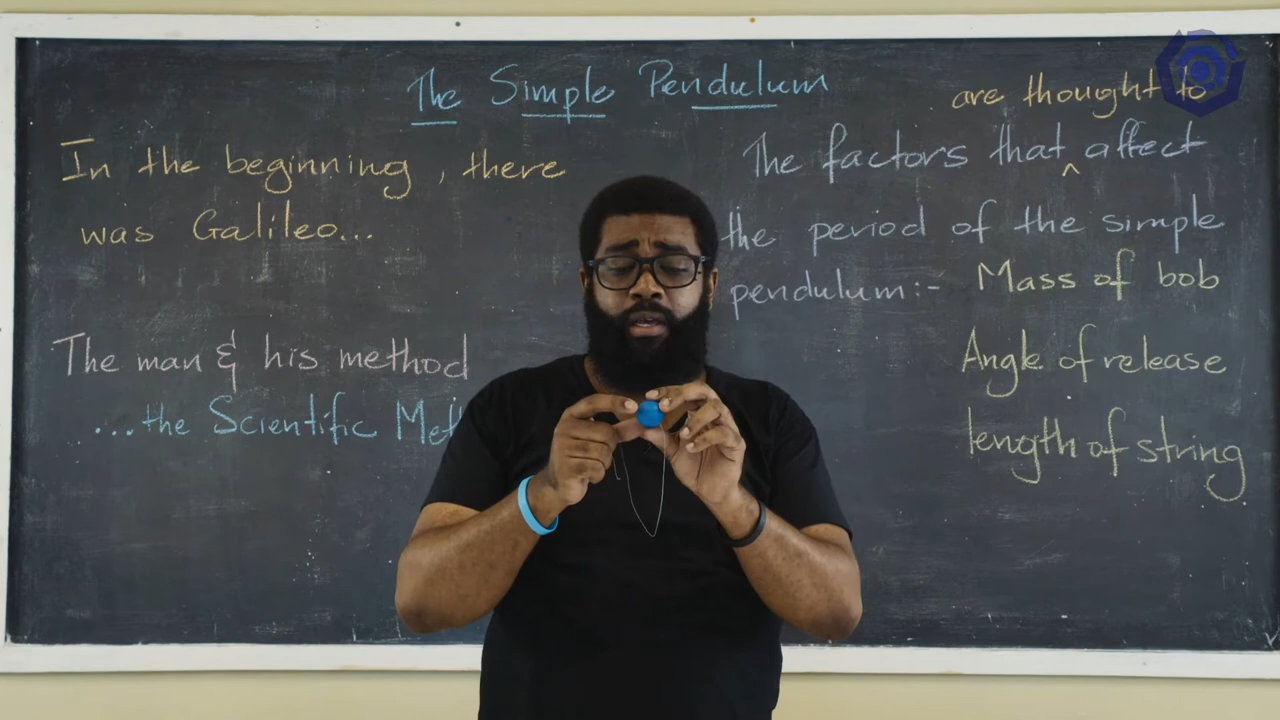 The Simple Pendulum
In the beginning, there
was Galileo...
The man & his method
...the Scientific
are thought to
The factors that ^ affect
the period of the simple
pendulum:-
Mass of bob
Angle of release
length of string